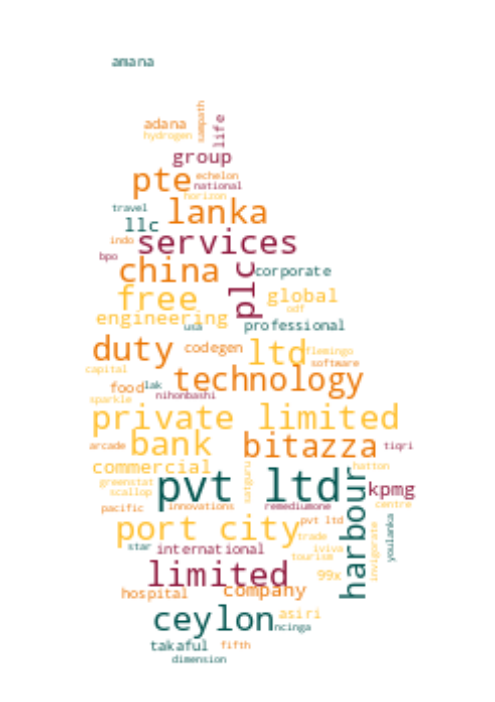 amana
adana
sampath
life
hydrogen
group
pte
echelon
national
horizon
travel
lanka
llc
indo
services
bpo
china
plc
corporate
free
global
odf
engineering
usa
professional
duty
codegen
ltd
flemingo
capital
software
food
lak
technology
sparkle
nihonbashi
private limited
arcade
bank
bitazza
tiqri
commercial
hatton
greenstat
satguru
scallop
pvt ltd
harbour
kpmg
pacific
innovations
remediumone
centre
port city
pvt ltd
trade
youlanka
invigorate
star
international
iviva
tourism
limited
99x
hospital
company
ceylon
asiri
ncinga
takaful
fifth
dimension